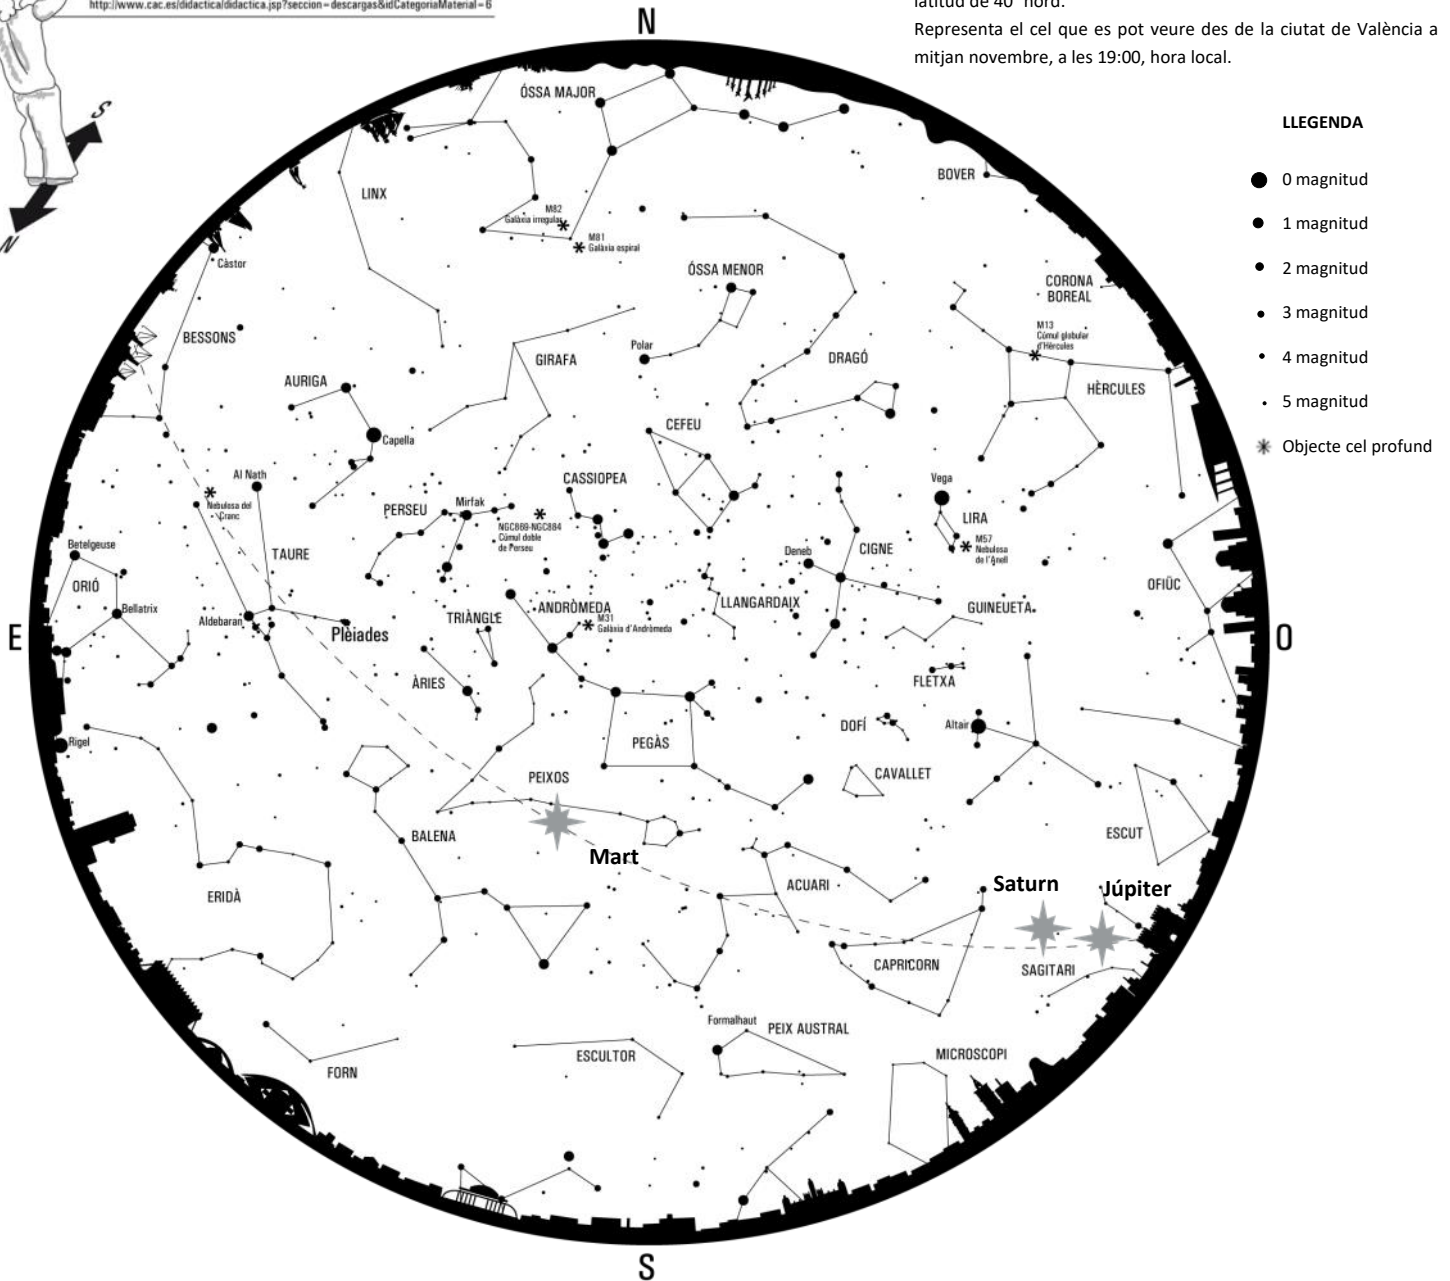 http://www.cac.es/didactica/didactica.jsp?seccion=descargas&idCategoriaMaterial=6
latitud de 40° nord.
Representa el cel que es pot veure des de la ciutat de València a
mitjan novembre, a les 19:00, hora local.
S
N
N
LLEGENDA
0 magnitud
1 magnitud
2 magnitud
3 magnitud
4 magnitud
5 magnitud
Objecte cel profund
ÓSSA MAJOR
BOVER
LINX
M82
Galàxia irregular
M81
Galàxia espiral
Càstor
ÓSSA MENOR
CORONA
BOREAL
BESSONS
M13
Cúmul globular
d'Hèrcules
Polar
GIRAFA
DRAGÓ
AURIGA
HÈRCULES
CEFEU
Capella
Al Nath
CASSIOPEA
Vega
Nebulosa del
Cranc
PERSEU
Mirfak
NGC869-NGC884
Cúmul doble
de Perseu
LIRA
M57
Nebulosa
de l'Anell
Betelgeuse
TAURE
Deneb
CIGNE
ORIÓ
OFIÜC
Bellatrix
Aldebaran
Plèiades
TRIÀNGLE
ANDRÒMEDA
M31
Galàxia d'Andròmeda
LLANGARDAIX
GUINEUETA
E
O
ÀRIES
FLETXA
Rigel
PEGÀS
DOFÍ
Altair
PEIXOS
CAVALLET
BALENA
ESCUT
Mart
ERIDÀ
ACUARI
Saturn
Júpiter
CAPRICORN
SAGITARI
Formalhaut
PEIX AUSTRAL
FORN
ESCULTOR
MICROSCOPI
S